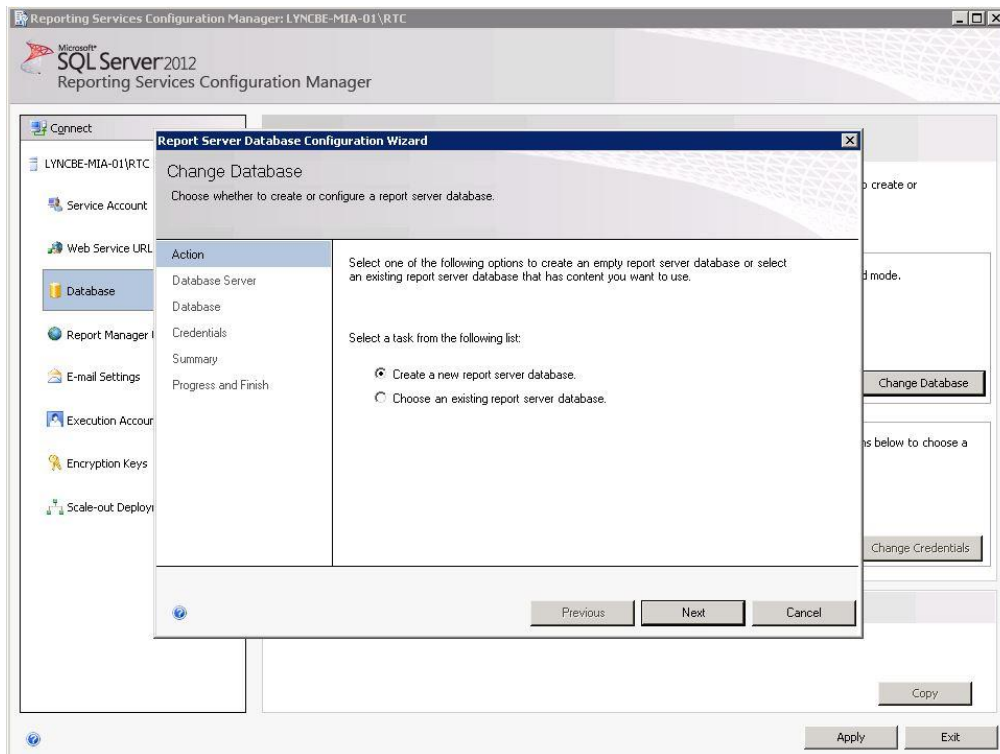 Reporting Services Configuration Manager: LYNCBE-MIA-01\RTC
Microsoft
SQL Server 2012
Reporting Services Configuration Manager
Connect
LYNCBE-MIA-01\RTC
Service Account
Web Service URL
Database
Report Manager
E-mail Settings
Execution Accour
Encryption Keys
Scale-out Deploy
Report Server Database Configuration Wizard
Change Database
Choose whether to create or configure a report server database.
Action
Database Server
Database
Credentials
Summary
Progress and Finish
Select one of the following options to create an empty report server database or select
an existing report server database that has content you want to use.
Select a task from the following list:
Create a new report server database.
Choose an existing report server database.
Previous
Next
Cancel
create or
mode.
Change Database
below to choose a
Change Credentials
Copy
Apply
Exit